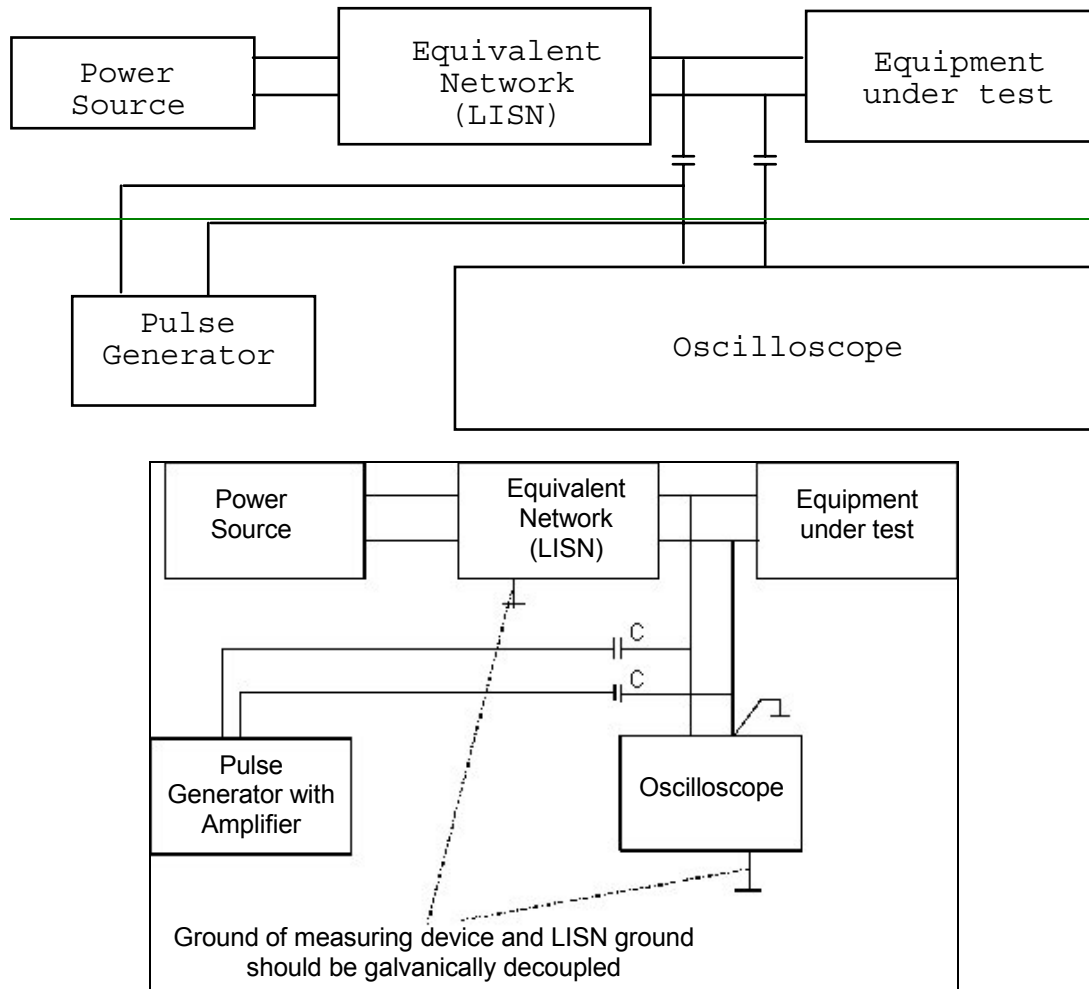 Power
Source
Equivalent
Network
(LISN)
Equipment
under test
Pulse
Generator
Oscilloscope
Power
Source
Equivalent
Network
(LISN)
Equipment
under test
C
C
Pulse
Generator with
Amplifier
Oscilloscope
Ground of measuring device and LISN ground
should be galvanically decoupled